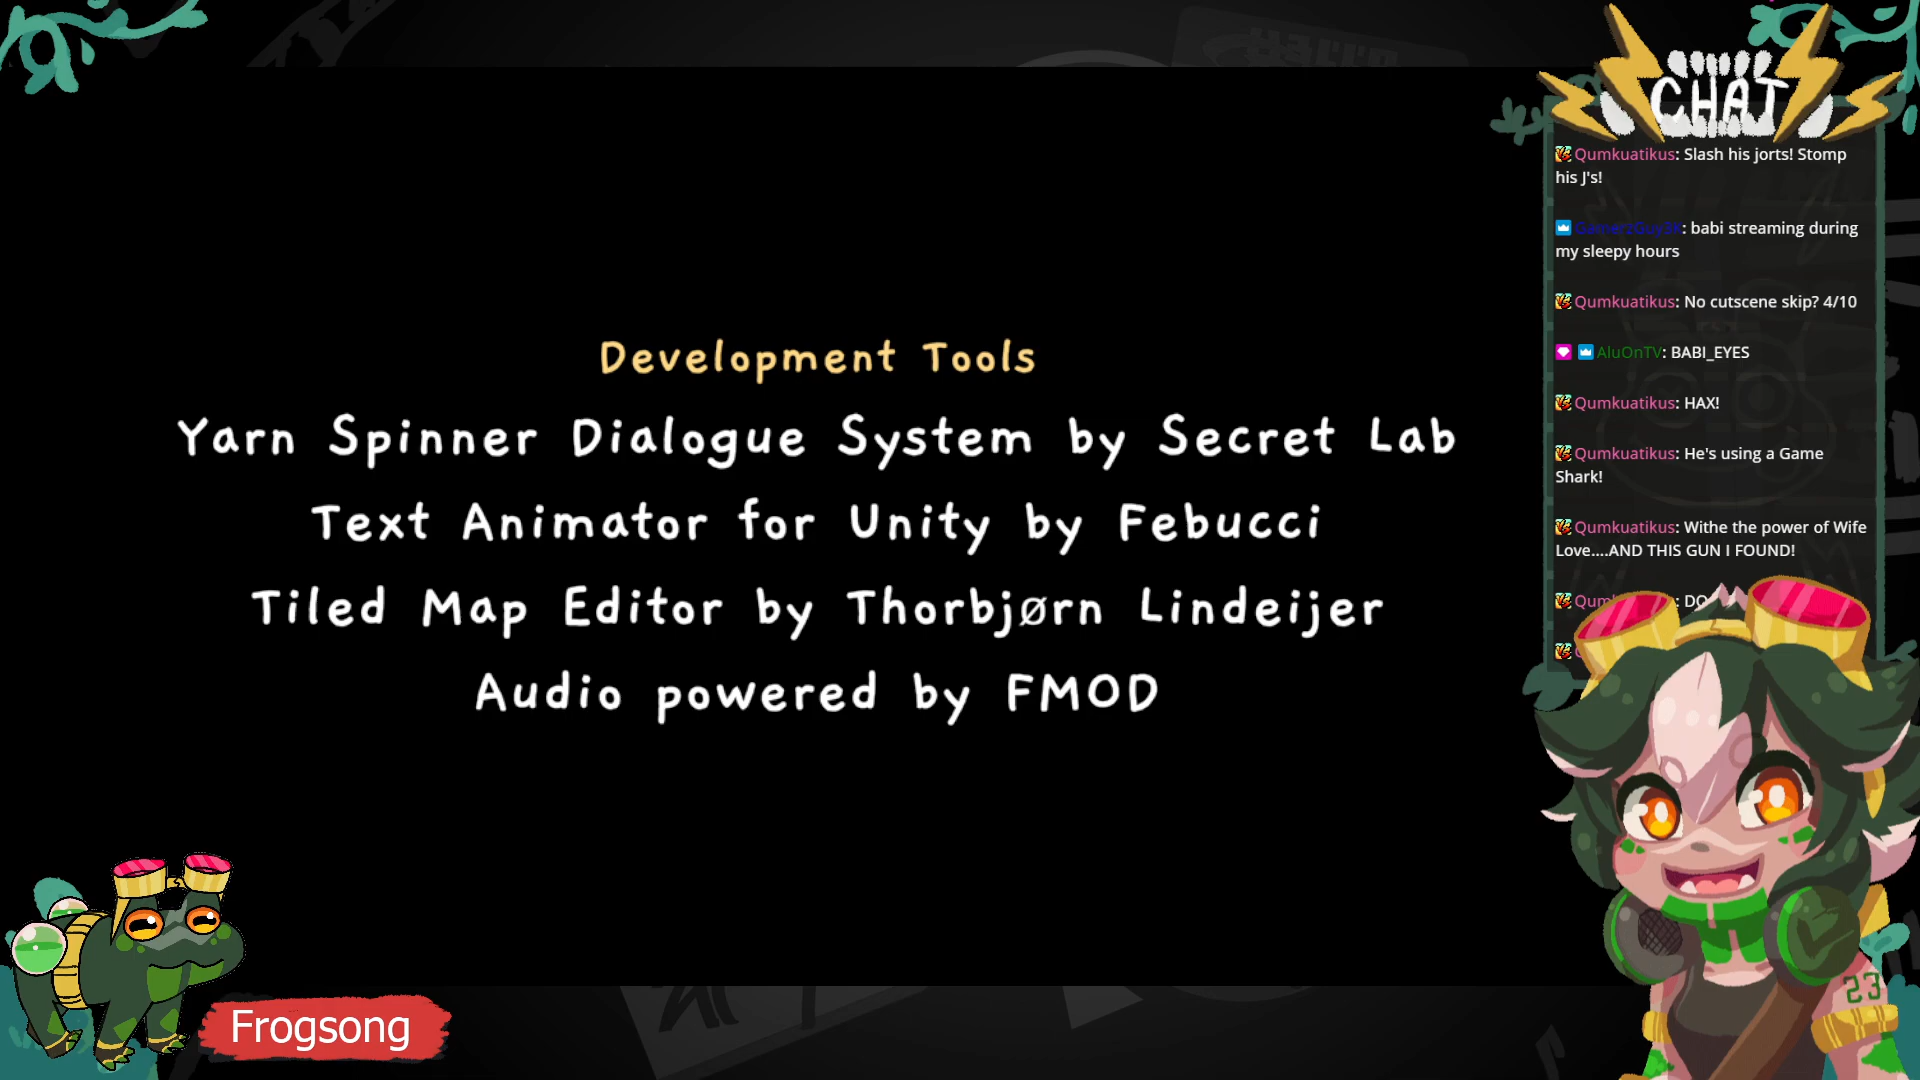 CHAT
Qumkuatikus: Slash his jorts! Stomp
his J's!
GamerzGuy3K: babi streaming during
my sleepy hours
Qumkuatikus: No cutscene skip? 4/10
AluOnTV: BABI_EYES
Qumkuatikus: HAX!
Qumkuatikus: He's using a Game
Shark!
Qumkuatikus: Withe the power of Wife
Love....AND THIS GUN I FOUND!
Development Tools
Yarn Spinner Dialogue System by Secret Lab
Text Animator for Unity by Febucci
Tiled Map Editor by Thorbjørn Lindeijer
Audio powered by FMOD
Frogsong
23